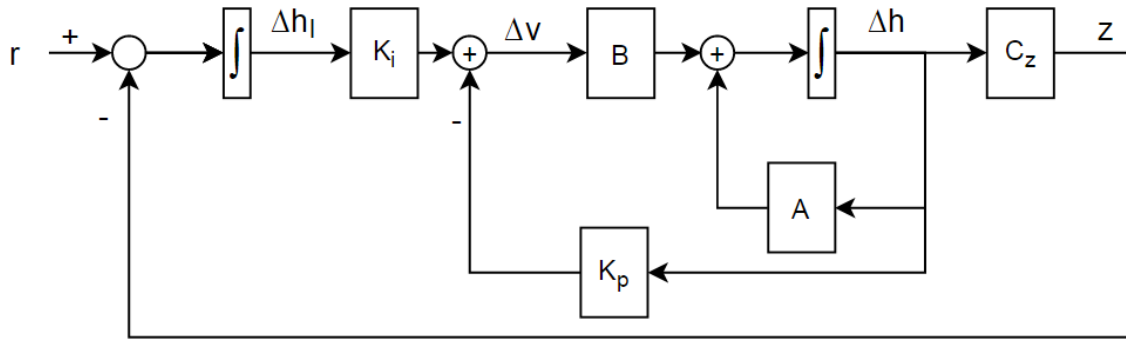 r + - ∫ Δh_I K_i + - Δv B + ∫ Δh C_z z
A
K_p